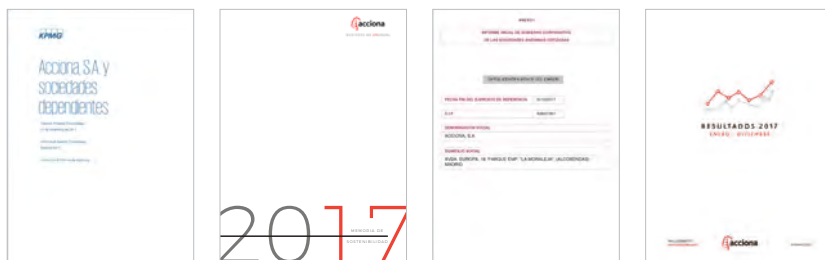 KPMG
Acciona, S.A. y
sociedades
dependientes
acciona
2017
MEMORIA DE
SOSTENIBILIDAD
ANEXO I
INFORME ANUAL DE GOBIERNO CORPORATIVO
DE LAS SOCIEDADES ANÓNIMAS COTIZADAS
DATOS IDENTIFICATIVOS DEL EMISOR
FECHA FIN DEL EJERCICIO DE REFERENCIA
C.I.F.
DENOMINACIÓN SOCIAL
ACCIONA, S.A.
DOMICILIO SOCIAL
AVDA. EUROPA, 18, PARQUE EMP. "LA MORALEJA", (ALCOBENDAS)
MADRID
RESULTADOS 2017
ENERO - DICIEMBRE
acciona